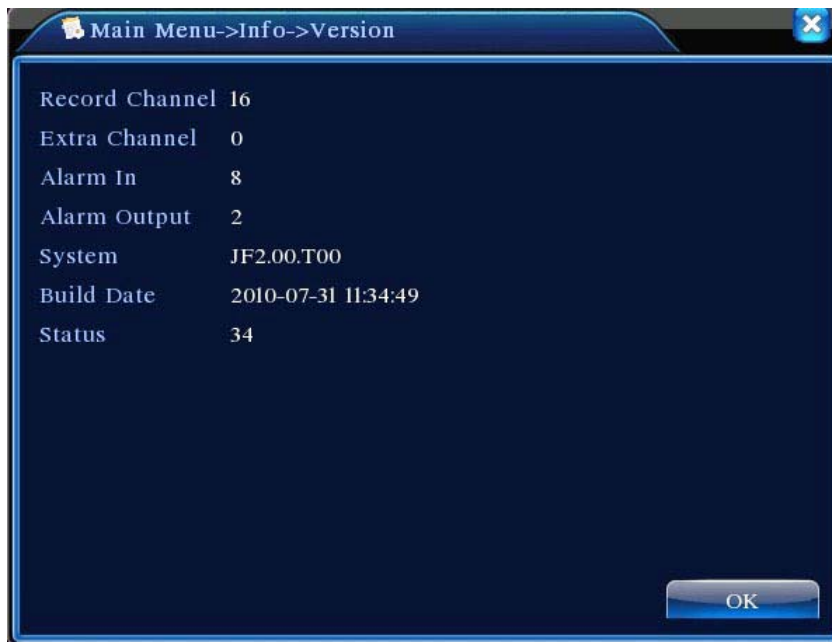 Main Menu->Info->Version
Record Channel 16
Extra Channel 0
Alarm In 8
Alarm Output 2
System JF2.00.T00
Build Date 2010-07-31 11:34:49
Status 34
OK